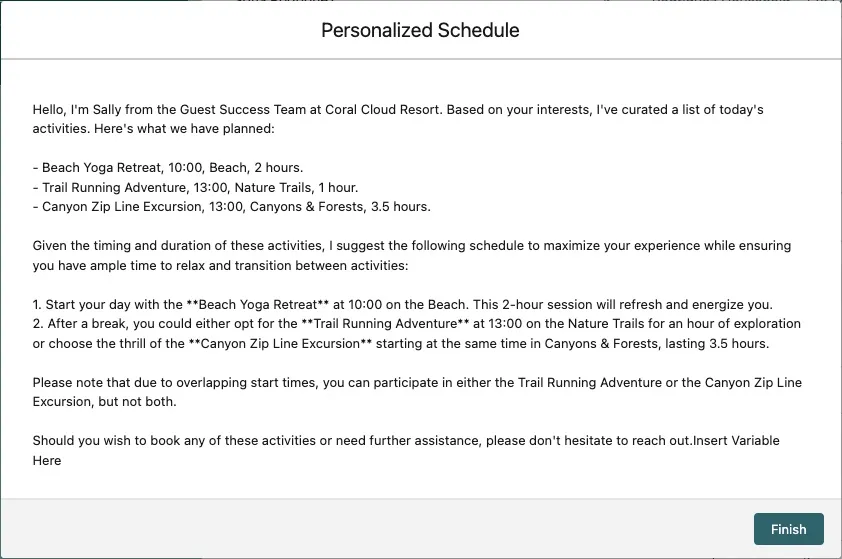 Personalized Schedule
Hello, I'm Sally from the Guest Success Team at Coral Cloud Resort. Based on your interests, I've curated a list of today's
activities. Here's what we have planned:
- Beach Yoga Retreat, 10:00, Beach, 2 hours.
- Trail Running Adventure, 13:00, Nature Trails, 1 hour.
- Canyon Zip Line Excursion, 13:00, Canyons & Forests, 3.5 hours.
Given the timing and duration of these activities, I suggest the following schedule to maximize your experience while ensuring
you have ample time to relax and transition between activities:
1. Start your day with the **Beach Yoga Retreat** at 10:00 on the Beach. This 2-hour session will refresh and energize you.
2. After a break, you could either opt for the **Trail Running Adventure** at 13:00 on the Nature Trails for an hour of exploration
or choose the thrill of the **Canyon Zip Line Excursion** starting at the same time in Canyons & Forests, lasting 3.5 hours.
Please note that due to overlapping start times, you can participate in either the Trail Running Adventure or the Canyon Zip Line
Excursion, but not both.
Should you wish to book any of these activities or need further assistance, please don't hesitate to reach out.Insert Variable
Here
Finish